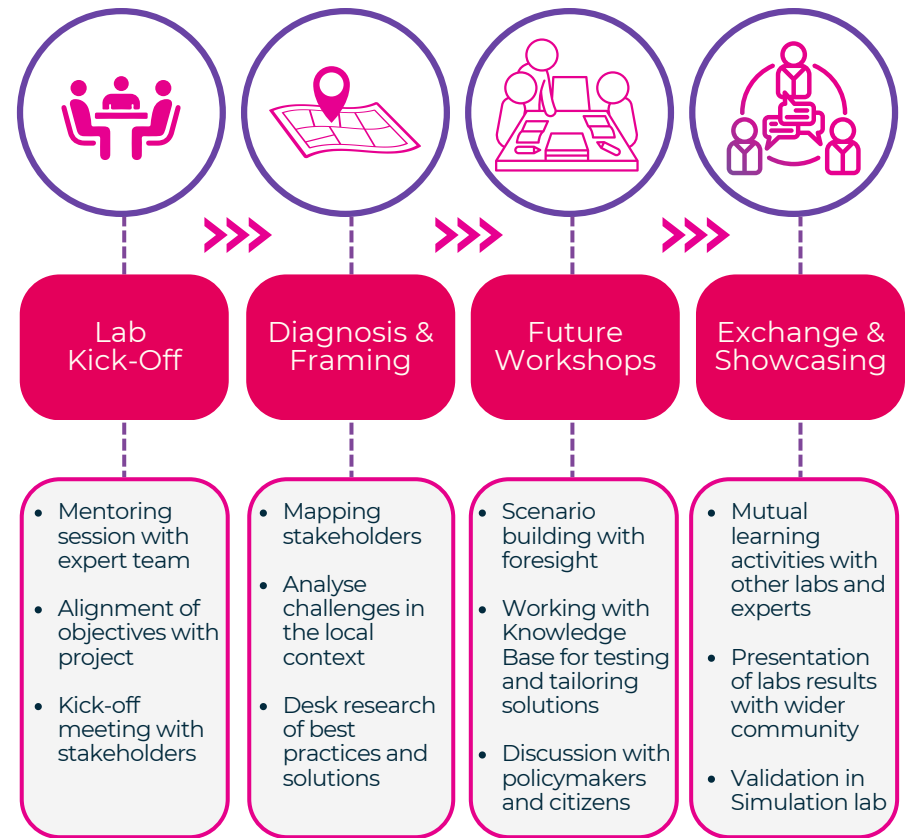 Lab
Kick-Off
Diagnosis &
Framing
Future
Workshops
Exchange &
Showcasing
• Mentoring
session with
expert team
• Alignment of
objectives with
project
• Kick-off
meeting with
stakeholders
• Mapping
stakeholders
• Analyse
challenges in
the local
context
• Desk research
of best
practices and
solutions
• Scenario
building with
foresight
• Working with
Knowledge
Base for testing
and tailoring
solutions
• Discussion with
policymakers
and citizens
• Mutual
learning
activities with
other labs and
experts
• Presentation
of labs results
with wider
community
• Validation in
Simulation lab